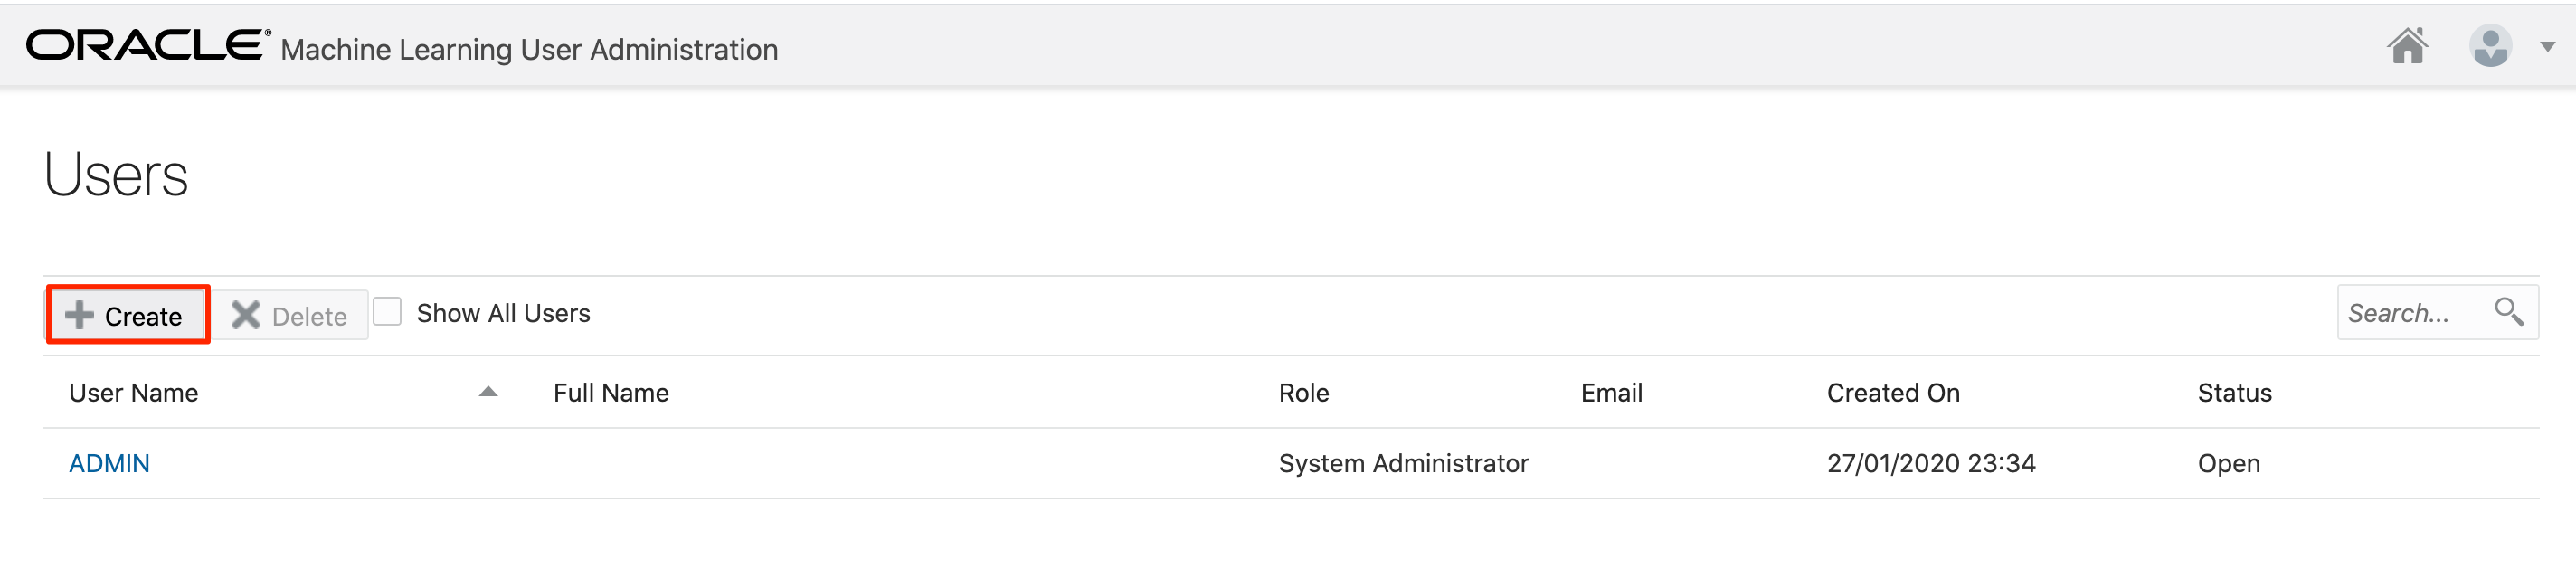 ORACLE® Machine Learning User Administration
Users
Create Delete Show All Users Search...
User Name Full Name Role Email Created On Status
ADMIN System Administrator 27/01/2020 23:34 Open